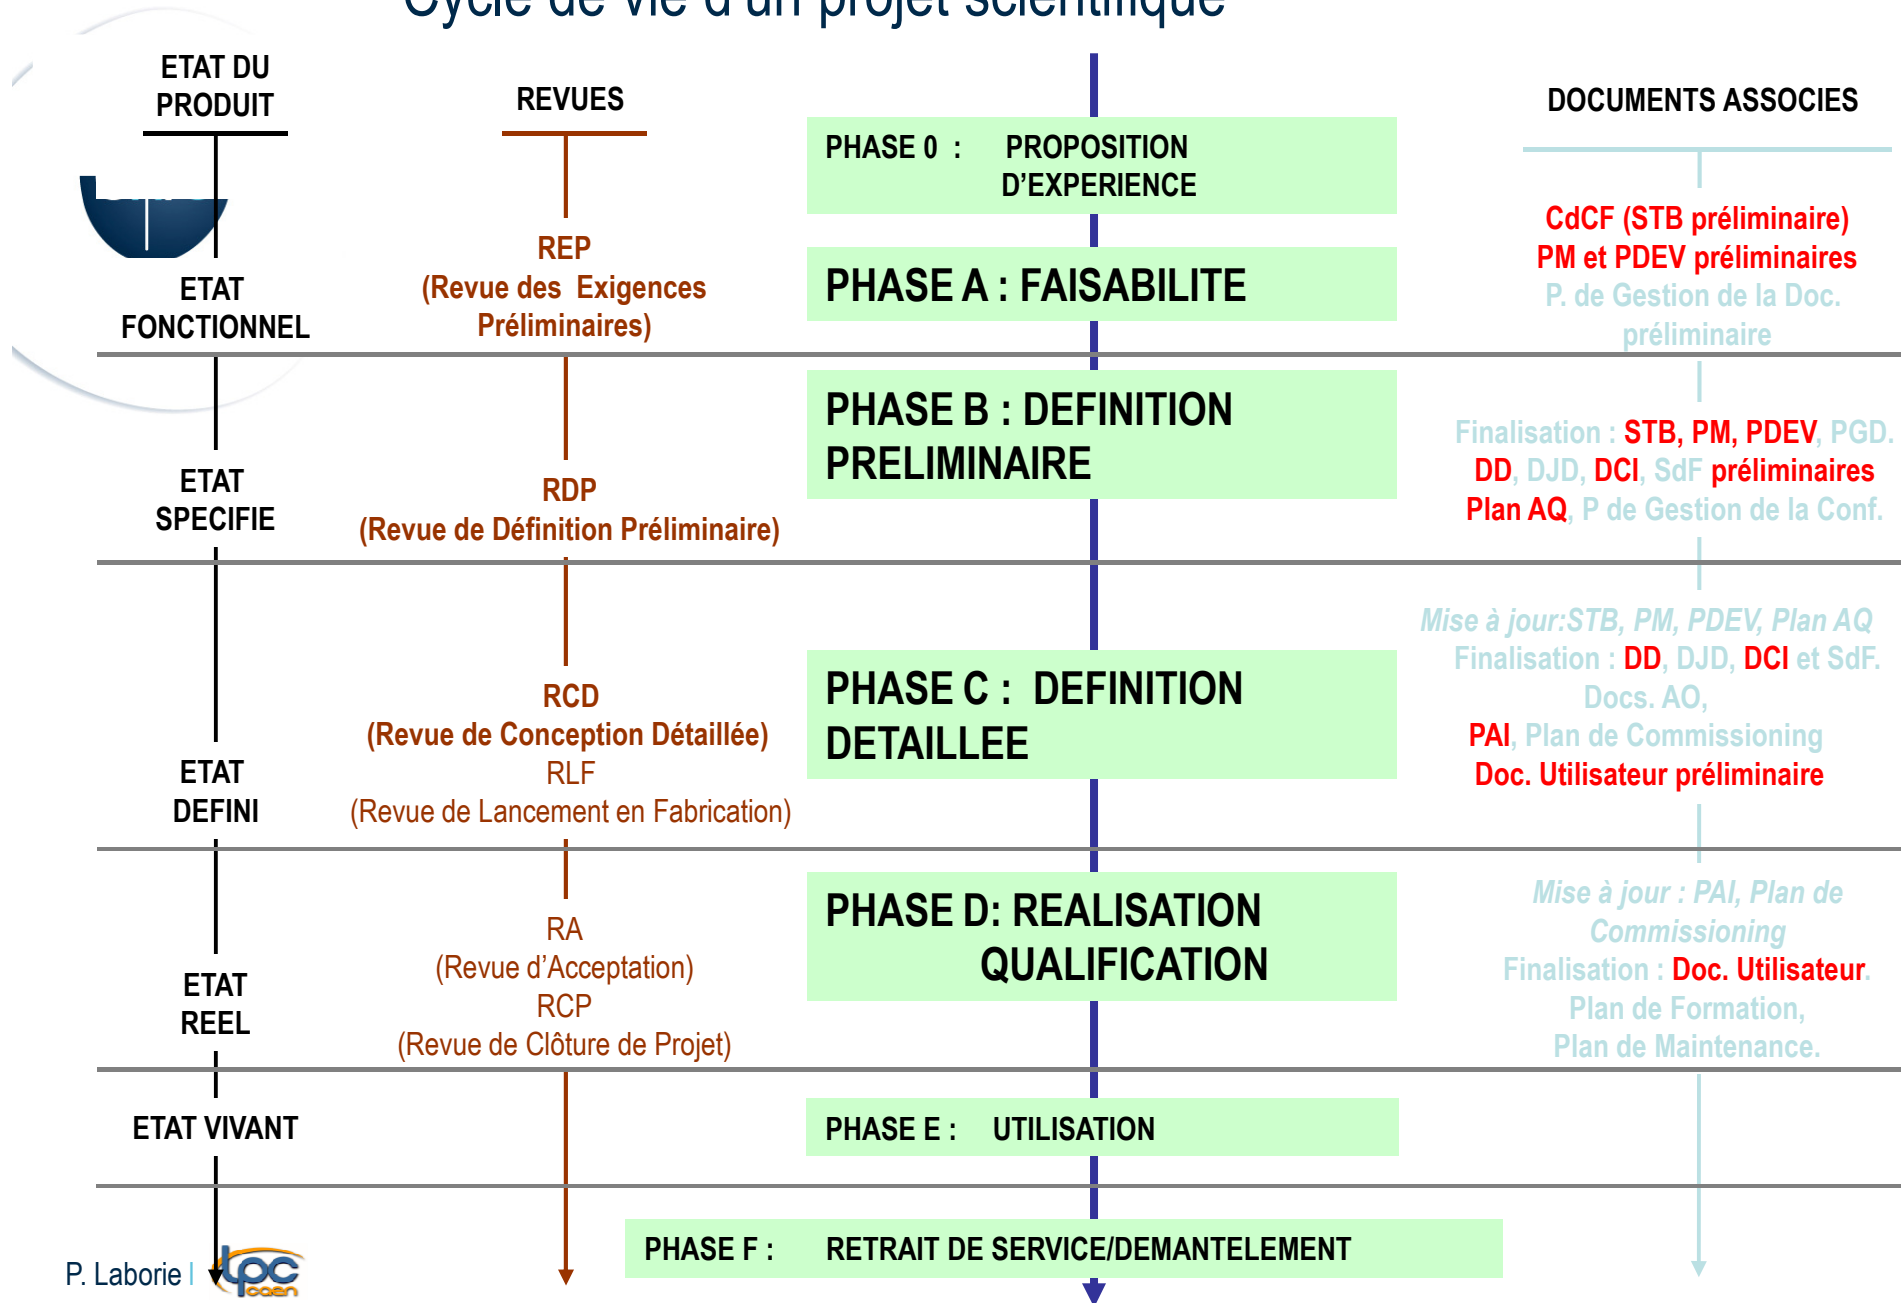 Cycle de vie d'un projet scientifique
ETAT DU
PRODUIT
REVUES
DOCUMENTS ASSOCIES
PHASE 0 : PROPOSITION
D'EXPERIENCE
CdCF (STB préliminaire)
PM et PDEV préliminaires
P. de Gestion de la Doc.
préliminaire
REP
(Revue des Exigences
Préliminaires)
PHASE A : FAISABILITE
ETAT
FONCTIONNEL
PHASE B : DEFINITION
PRELIMINAIRE
Finalisation : STB, PM, PDEV, PGD.
DD, DJD, DCI, SdF préliminaires
Plan AQ, P de Gestion de la Conf.
ETAT
SPECIFIE
RDP
(Revue de Définition Préliminaire)
Mise à jour:STB, PM, PDEV, Plan AQ
Finalisation : DD, DJD, DCI et SdF.
Docs. AO,
PAI, Plan de Commissioning
Doc. Utilisateur préliminaire
PHASE C : DEFINITION
DETAILLEE
RCD
(Revue de Conception Détaillée)
RLF
(Revue de Lancement en Fabrication)
ETAT
DEFINI
PHASE D: REALISATION
QUALIFICATION
Mise à jour : PAI, Plan de
Commissioning
Finalisation : Doc. Utilisateur.
Plan de Formation,
Plan de Maintenance.
RA
(Revue d'Acceptation)
RCP
(Revue de Clôture de Projet)
ETAT
REEL
ETAT VIVANT
PHASE E : UTILISATION
PHASE F : RETRAIT DE SERVICE/DEMANTELEMENT
P. Laborie |
lpc
caen